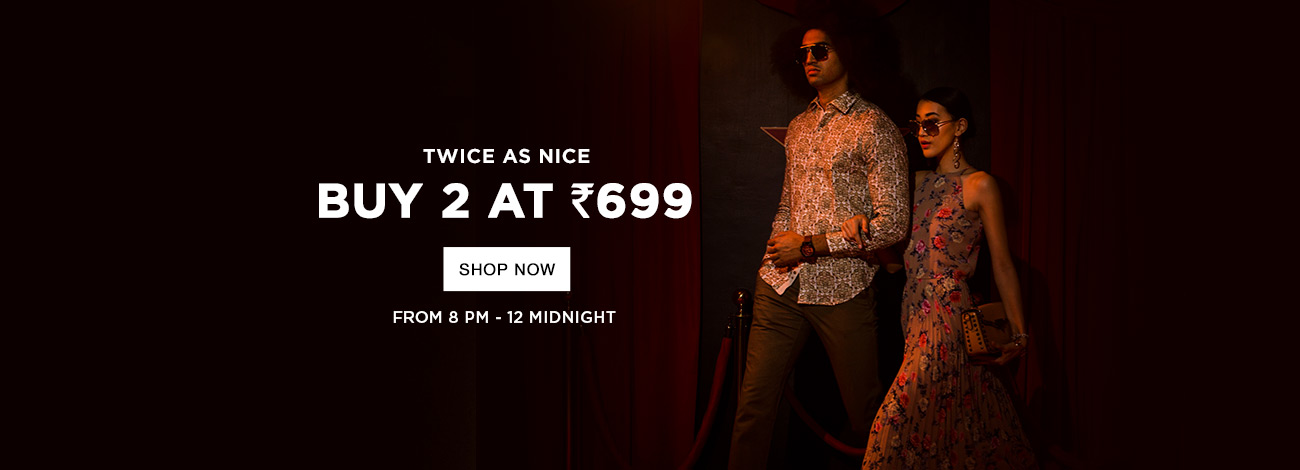 TWICE AS NICE
BUY 2 AT ₹699
SHOP NOW
FROM 8 PM - 12 MIDNIGHT